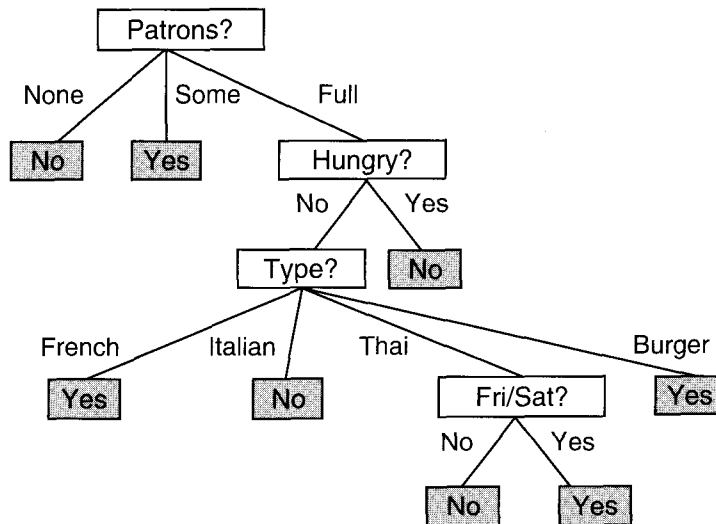 Patrons?
None Some Full
No Yes Hungry?
No Yes
Type? No
French Italian Thai Burger
Yes No Fri/Sat? Yes
No Yes
No Yes